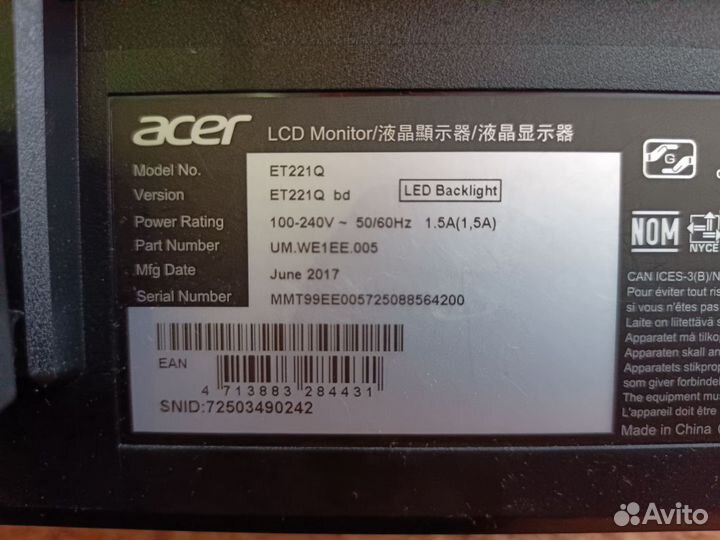 acer LCD Monitor/液晶顯示器/液晶显示器
Model No. ET221Q
Version ET221Q bd LED Backlight
Power Rating 100-240V ~ 50/60Hz 1.5A(1,5A)
Part Number UM.WE1EE.005
Mfg Date June 2017
Serial Number MMT99EE005725088564200
EAN
4 713883 284431
SNID:72503490242
G
NOM
NYCE
CAN ICES-3(B)/N
Pour éviter tout ris
si vous n'êtes pas
Laite on liitettävä s
Apparatet må tilko
Apparaten skall an
Apparatets stikprop
som giver forbinde
The equipment mu
L'appareil doit être
Made in China
Avito